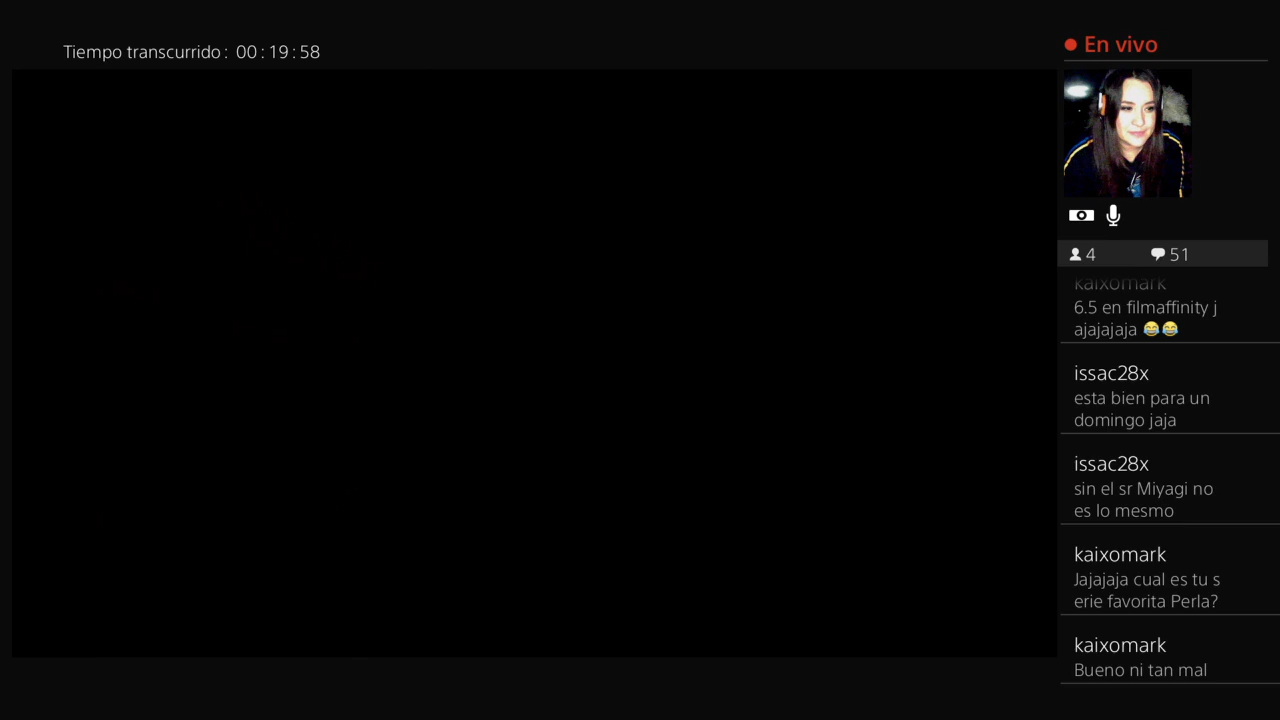 Tiempo transcurrido : 00 : 19 : 58
En vivo
4
51
kaixomark
6.5 en filmaffinity j
ajajajaja 😂😂
issac28x
esta bien para un
domingo jaja
issac28x
sin el sr Miyagi no
es lo mesmo
kaixomark
Jajajaja cual es tu s
erie favorita Perla?
kaixomark
Bueno ni tan mal